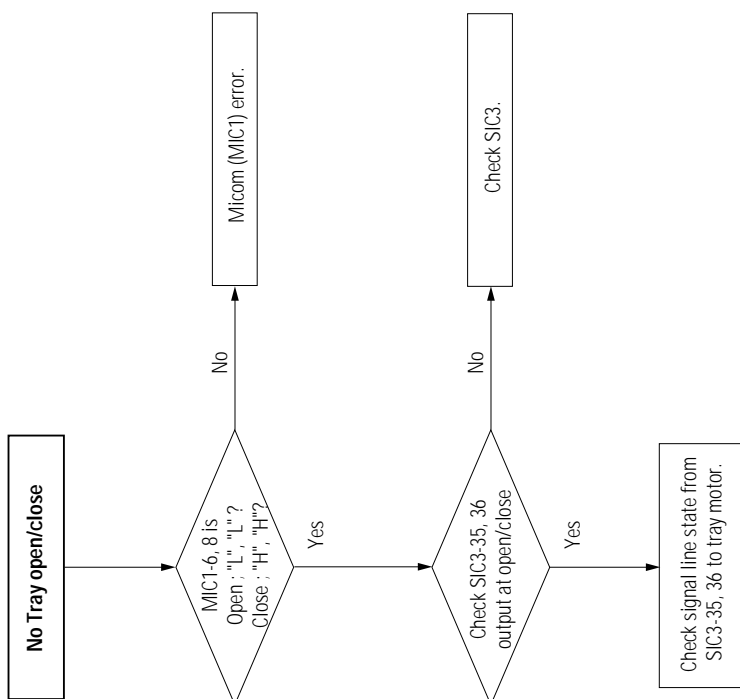 No Tray open/close
MIC1-6, 8 is
Open ; "L", "L" ?
Close ; "H", "H"?
No
Micom (MIC1) error.
Yes
Check SIC3-35, 36
output at open/close
No
Check SIC3.
Yes
Check signal line state from
SIC3-35, 36 to tray motor.